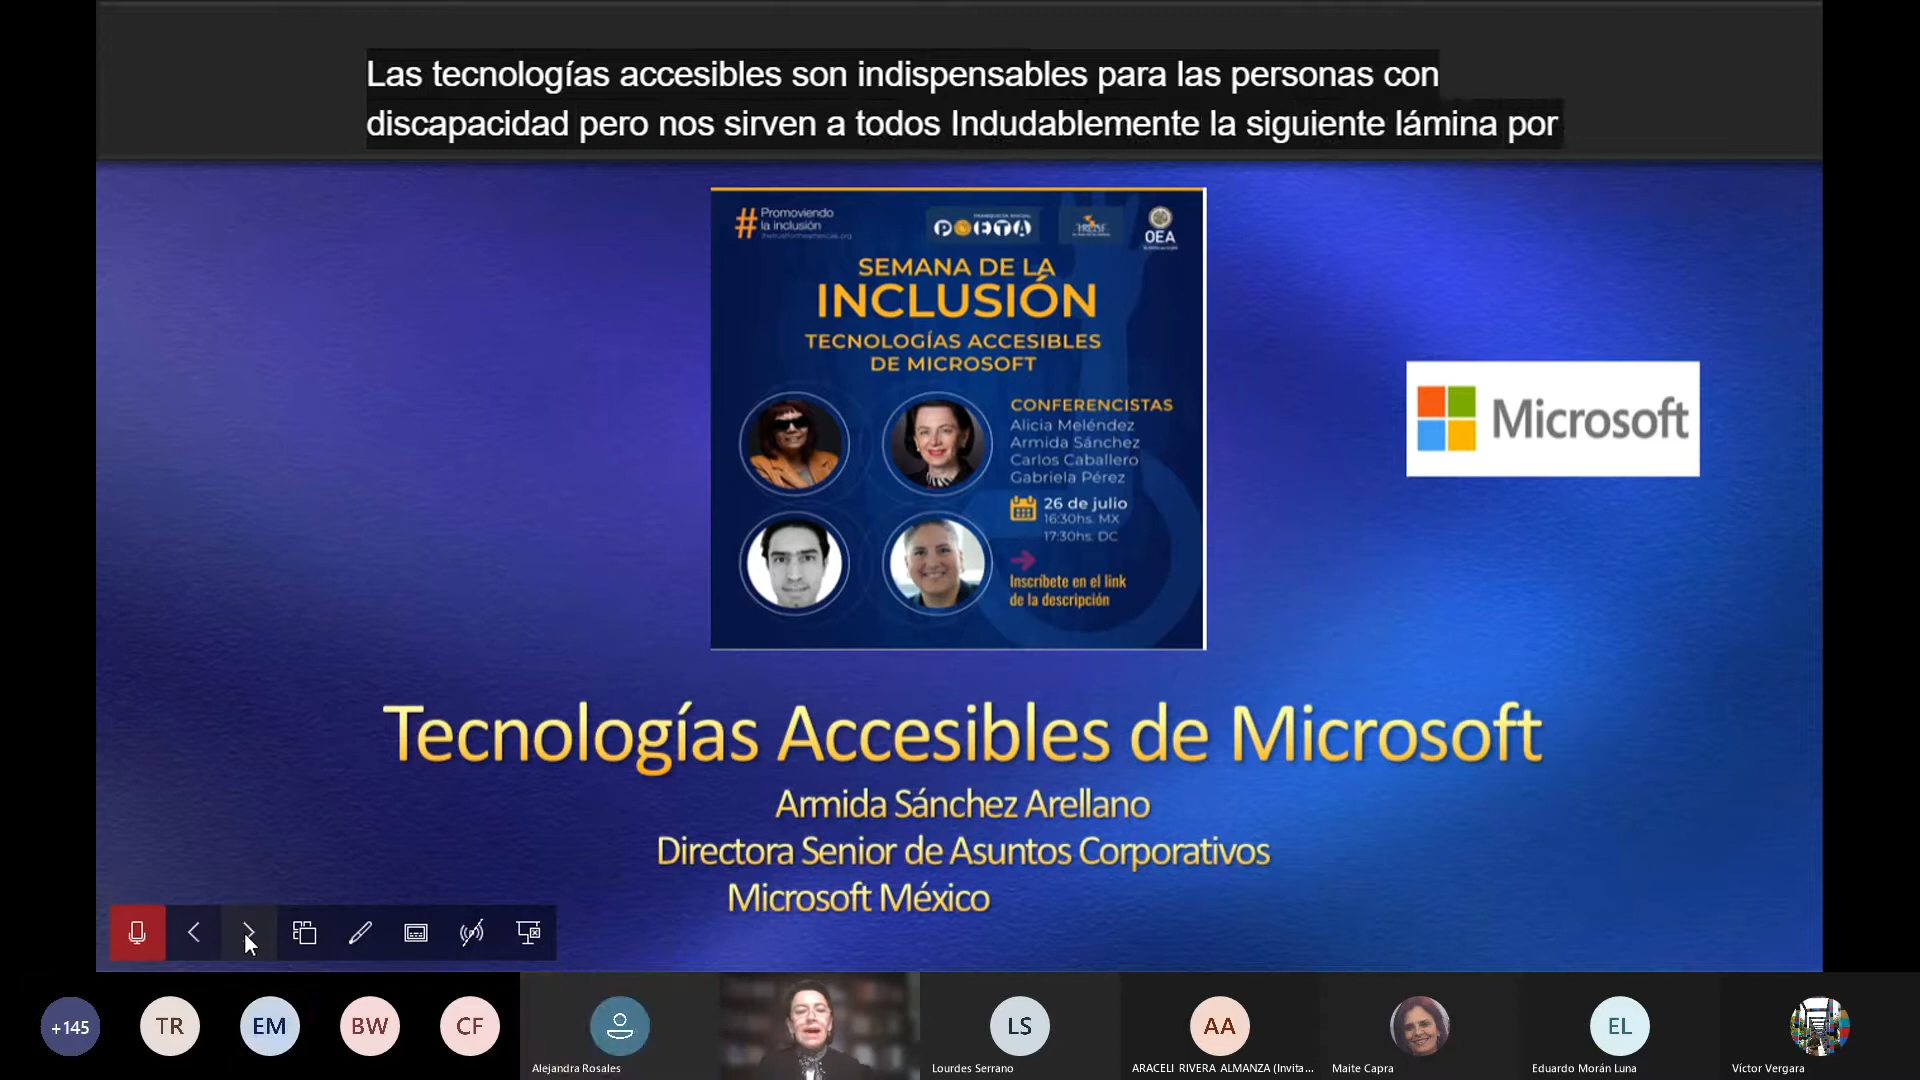 Las tecnologías accesibles son indispensables para las personas con
discapacidad pero nos sirven a todos Indudablemente la siguiente lámina por
# Promoviendo
la inclusión
POETA
OEA
SEMANA DE LA
INCLUSIÓN
TECNOLOGÍAS ACCESIBLES
DE MICROSOFT
CONFERENCISTAS
Alicia Meléndez
Armida Sánchez
Carlos Caballero
Gabriela Pérez
26 de julio
16:30hs. MX
17:30hs. DC
Inscríbete en el link
de la descripción
Microsoft
Tecnologías Accesibles de Microsoft
Armida Sánchez Arellano
Directora Senior de Asuntos Corporativos
Microsoft México
+145
TR
EM
BW
CF
LS
AA
EL
Alejandra Rosales
Lourdes Serrano
ARACELI RIVERA ALMANZA (Invita...
Maite Capra
Eduardo Morán Luna
Víctor Vergara